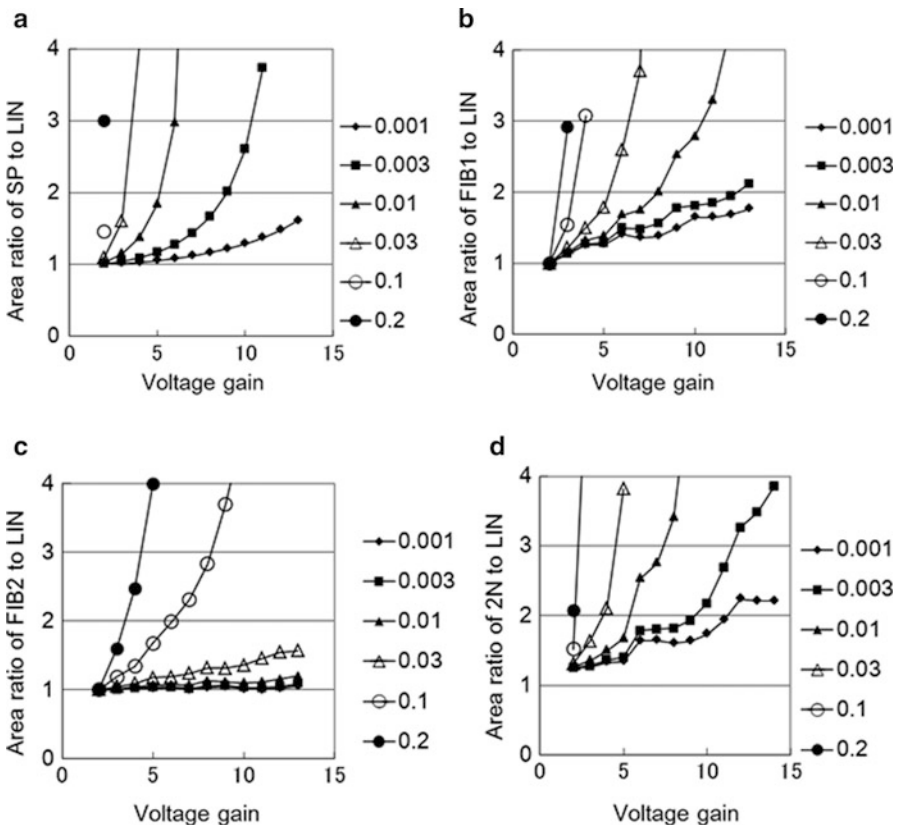 a
Area ratio of SP to LIN
4
3
2
1
0
0 5 10 15
Voltage gain
0.001
0.003
0.01
0.03
0.1
0.2
b
Area ratio of FIB1 to LIN
4
3
2
1
0
0 5 10 15
Voltage gain
0.001
0.003
0.01
0.03
0.1
0.2
c
Area ratio of FIB2 to LIN
4
3
2
1
0
0 5 10 15
Voltage gain
0.001
0.003
0.01
0.03
0.1
0.2
d
Area ratio of 2N to LIN
4
3
2
1
0
0 5 10 15
Voltage gain
0.001
0.003
0.01
0.03
0.1
0.2